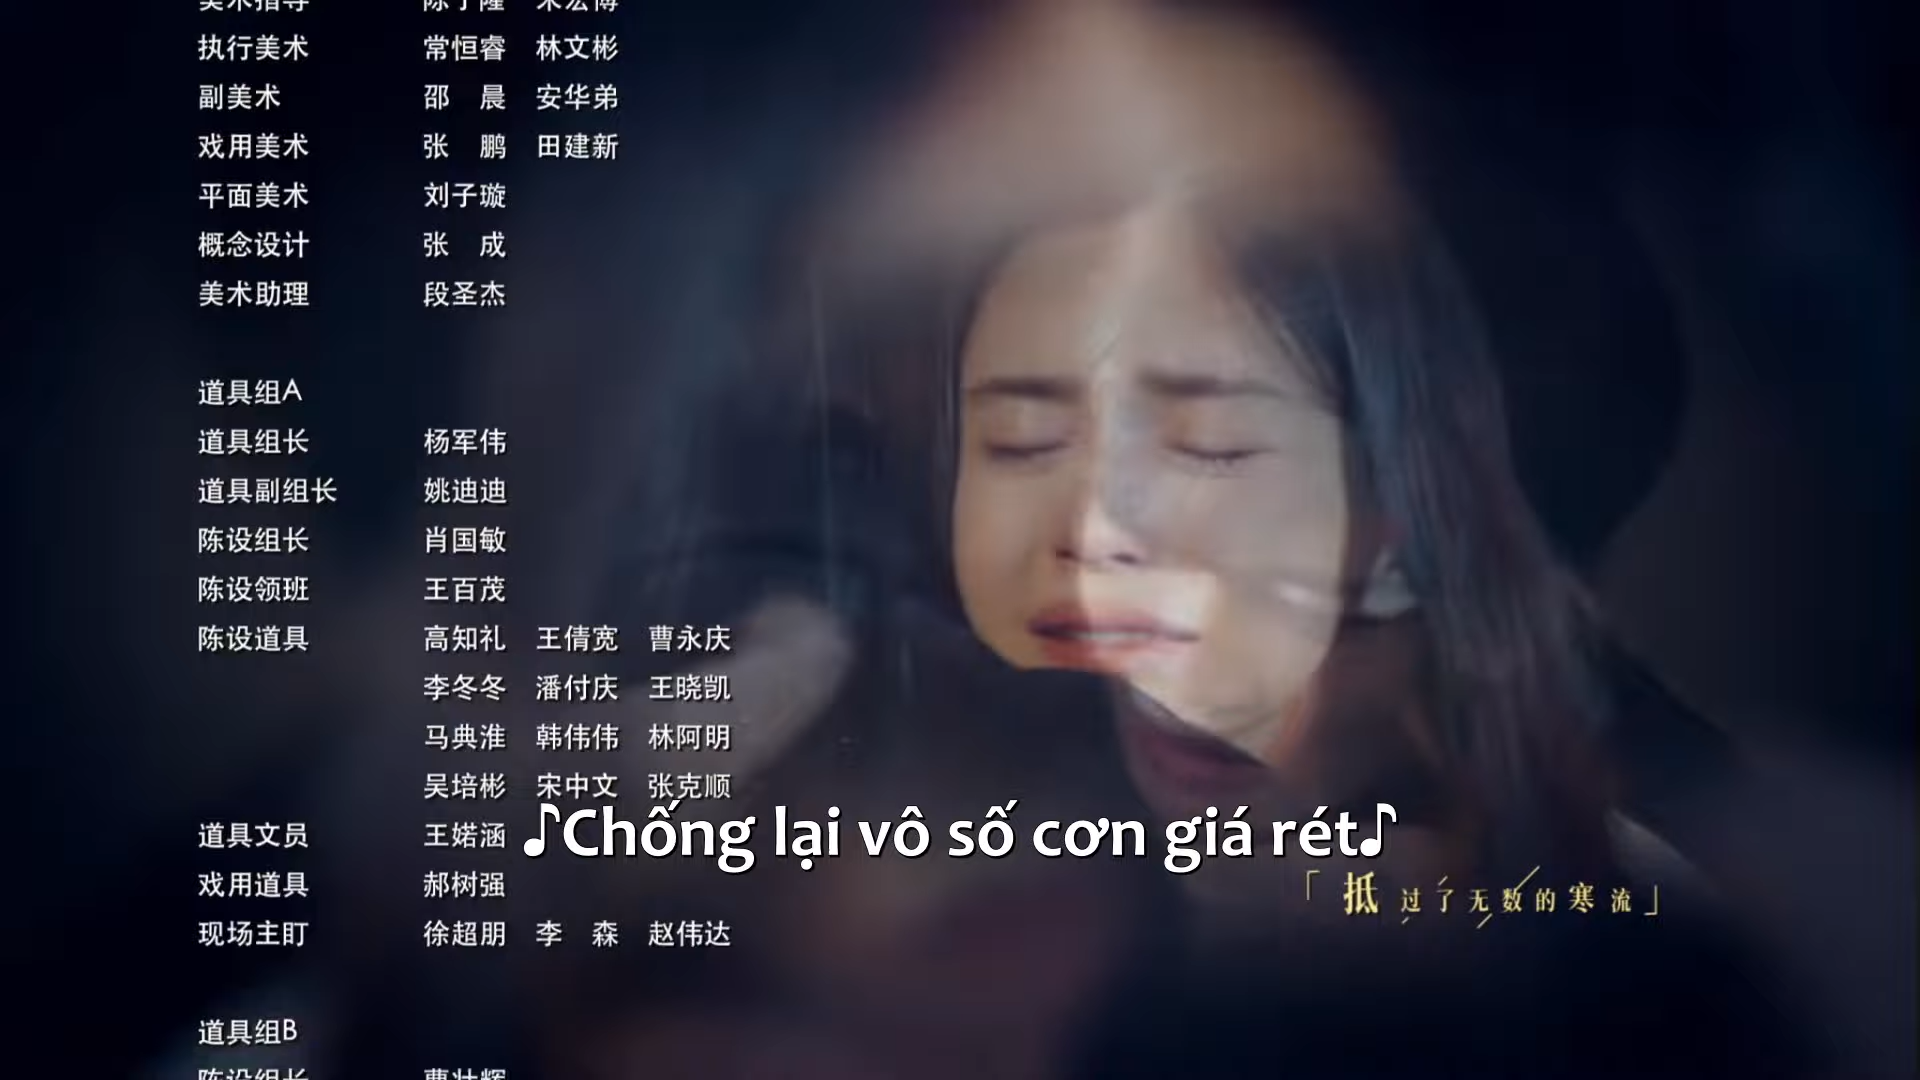 执行美术 常恒睿 林文彬
副美术 邵 晨 安华弟
戏用美术 张 鹏 田建新
平面美术 刘子璇
概念设计 张 成
美术助理 段圣杰
道具组A
道具组长 杨军伟
道具副组长 姚迪迪
陈设组长 肖国敏
陈设领班 王百茂
陈设道具 高知礼 王倩宽 曹永庆
李冬冬 潘付庆 王晓凯
马典淮 韩伟伟 林阿明
吴培彬 宋中文 张克顺
道具文员 王婼涵
♪Chống lại vô số cơn giá rét♪
戏用道具 郝树强
「抵过了无数的寒流」
现场主盯 徐超朋 李 森 赵伟达
道具组B